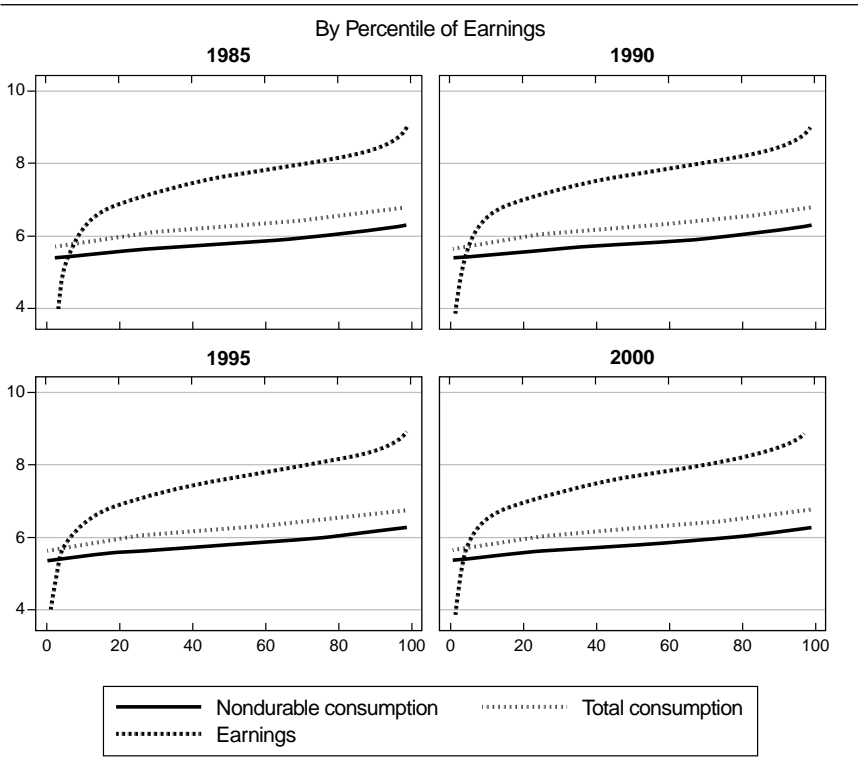 By Percentile of Earnings
1985 1990
10
8
6
4
1995 2000
10
8
6
4
0 20 40 60 80 100 0 20 40 60 80 100
Nondurable consumption Total consumption
Earnings